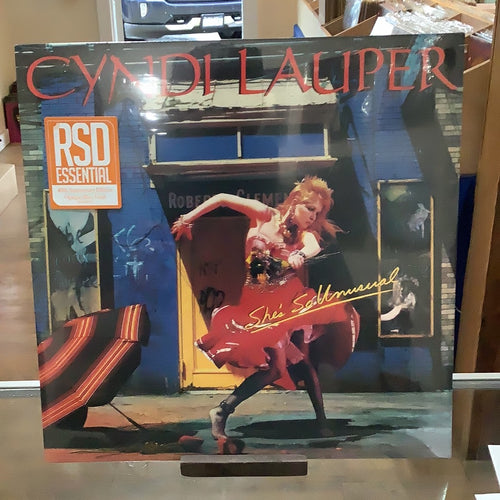 CYNDI LAUPER
RSD
ESSENTIAL
She's So Unusual